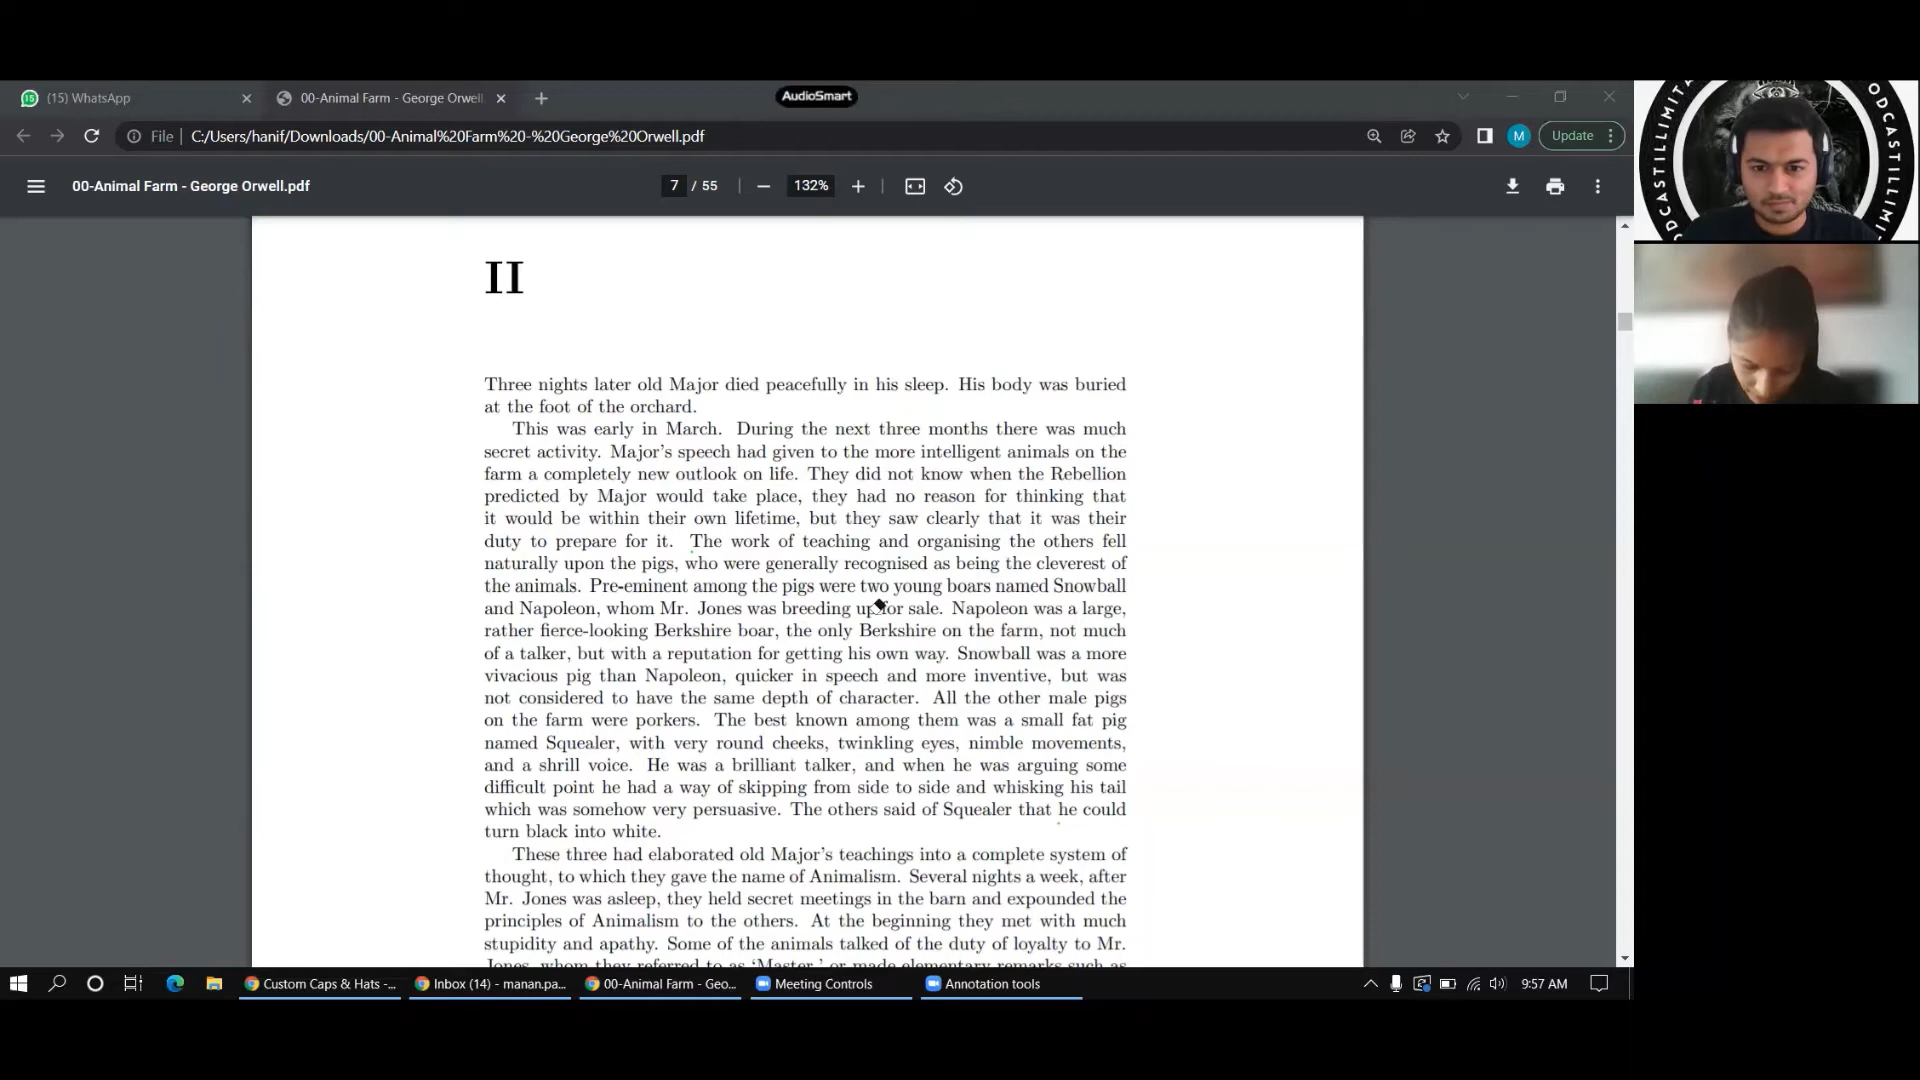 (15) WhatsApp
00-Animal Farm - George Orwell
AudioSmart
File
C:/Users/hanif/Downloads/00-Animal%20Farm%20-%20George%20Orwell.pdf
M
Update
00-Animal Farm - George Orwell.pdf
7 / 55
132%
II
Three nights later old Major died peacefully in his sleep. His body was buried
at the foot of the orchard.
This was early in March. During the next three months there was much
secret activity. Major's speech had given to the more intelligent animals on the
farm a completely new outlook on life. They did not know when the Rebellion
predicted by Major would take place, they had no reason for thinking that
it would be within their own lifetime, but they saw clearly that it was their
duty to prepare for it. The work of teaching and organising the others fell
naturally upon the pigs, who were generally recognised as being the cleverest of
the animals. Pre-eminent among the pigs were two young boars named Snowball
and Napoleon, whom Mr. Jones was breeding up for sale. Napoleon was a large,
rather fierce-looking Berkshire boar, the only Berkshire on the farm, not much
of a talker, but with a reputation for getting his own way. Snowball was a more
vivacious pig than Napoleon, quicker in speech and more inventive, but was
not considered to have the same depth of character. All the other male pigs
on the farm were porkers. The best known among them was a small fat pig
named Squealer, with very round cheeks, twinkling eyes, nimble movements,
and a shrill voice. He was a brilliant talker, and when he was arguing some
difficult point he had a way of skipping from side to side and whisking his tail
which was somehow very persuasive. The others said of Squealer that he could
turn black into white.
These three had elaborated old Major's teachings into a complete system of
thought, to which they gave the name of Animalism. Several nights a week, after
Mr. Jones was asleep, they held secret meetings in the barn and expounded the
principles of Animalism to the others. At the beginning they met with much
stupidity and apathy. Some of the animals talked of the duty of loyalty to Mr.
Jones, whom they referred to as 'Master,' or made elementary remarks such as
Custom Caps & Hats - ...
Inbox (14) - manan.pa...
00-Animal Farm - Geo...
Meeting Controls
Annotation tools
9:57 AM